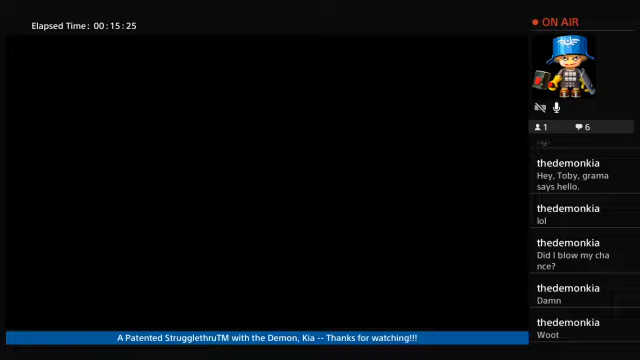 Elapsed Time: 00:15:25
ON AIR
1
6
thedemonkia
Hey, Toby, grama
says hello.
thedemonkia
lol
thedemonkia
Did I blow my cha
nce?
thedemonkia
Damn
thedemonkia
Woot
A Patented StrugglethruTM with the Demon, Kia -- Thanks for watching!!!